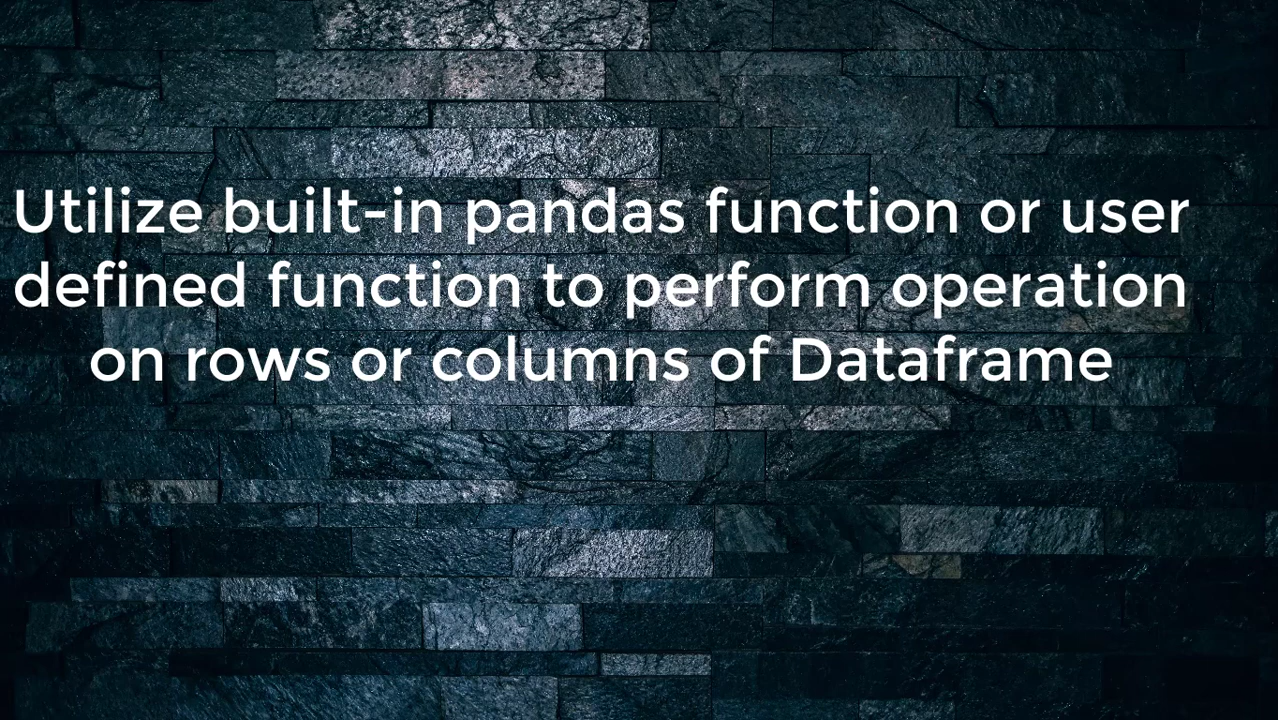 Utilize built-in pandas function or user
defined function to perform operation
on rows or columns of Dataframe